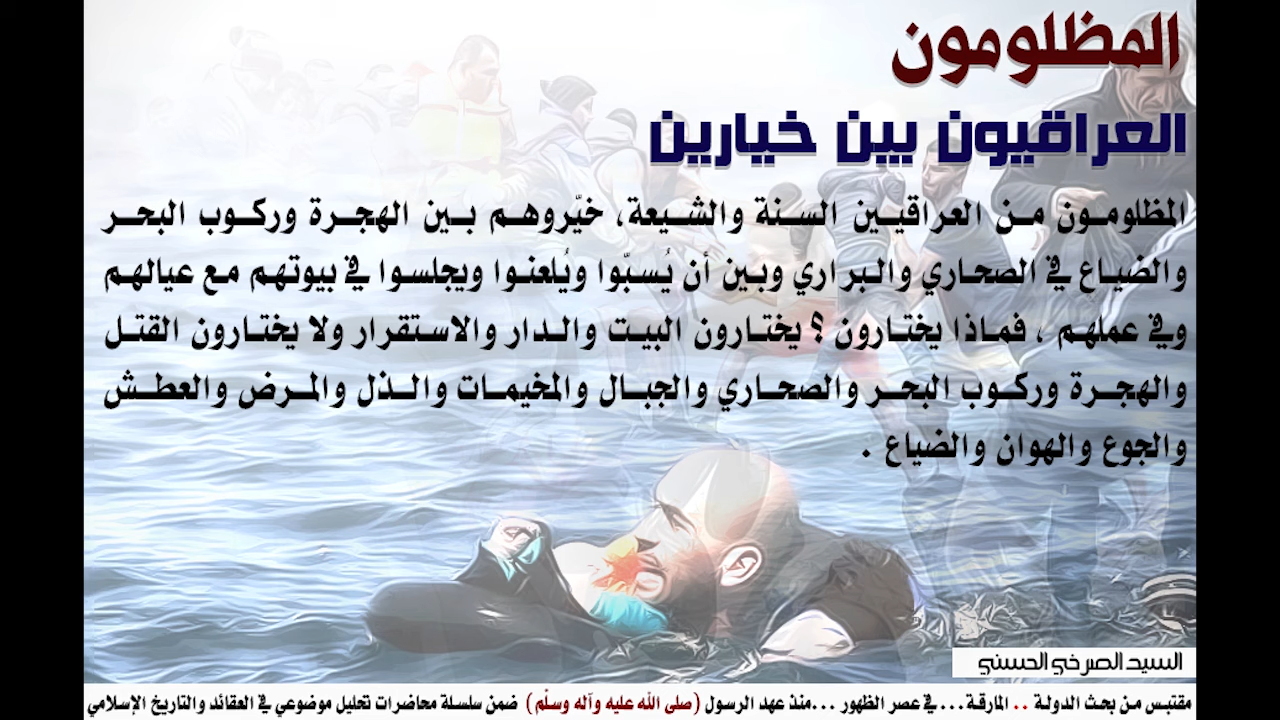 المظلومون
العراقيون بين خيارين
المظلومون من العراقيين السنة والشيعة، خيّروهم بين الهجرة وركوب البحر
والضياع في الصحاري والبراري وبين أن يُسبّوا ويُلعنوا ويجلسوا في بيوتهم مع عيالهم
وفي عملهم ، فماذا يختارون ؟ يختارون البيت والدار والاستقرار ولا يختارون القتل
والهجرة وركوب البحر والصحاري والجبال والمخيمات والذل والمرض والعطش
والجوع والهوان والضياع .
السيد الصرخي الحسني
مقتبس من بحث الدولة .. المارقة...في عصر الظهور ...منذ عهد الرسول (صلى الله عليه وآله وسلّم) ضمن سلسلة محاضرات تحليل موضوعي في العقائد والتاريخ الإسلامي